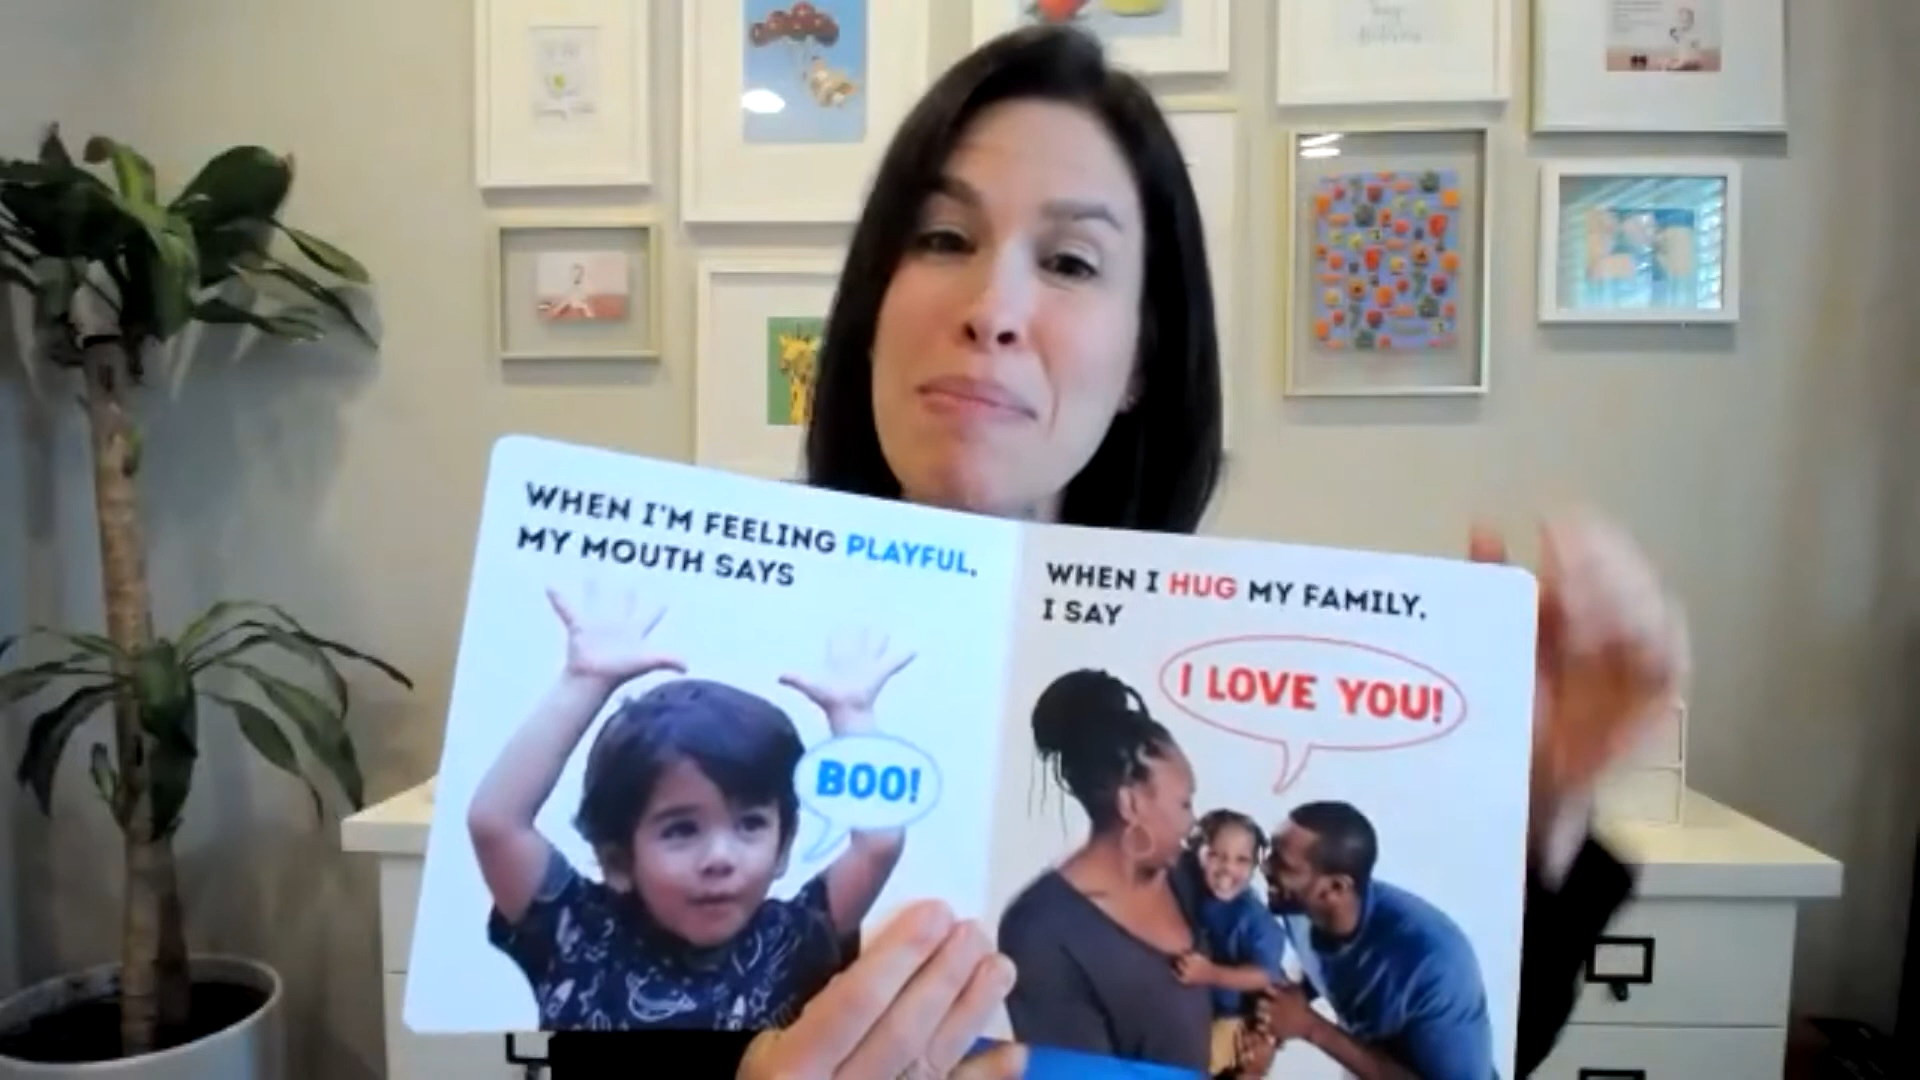 WHEN I'M FEELING PLAYFUL,
MY MOUTH SAYS
BOO!
WHEN I HUG MY FAMILY,
I SAY
I LOVE YOU!